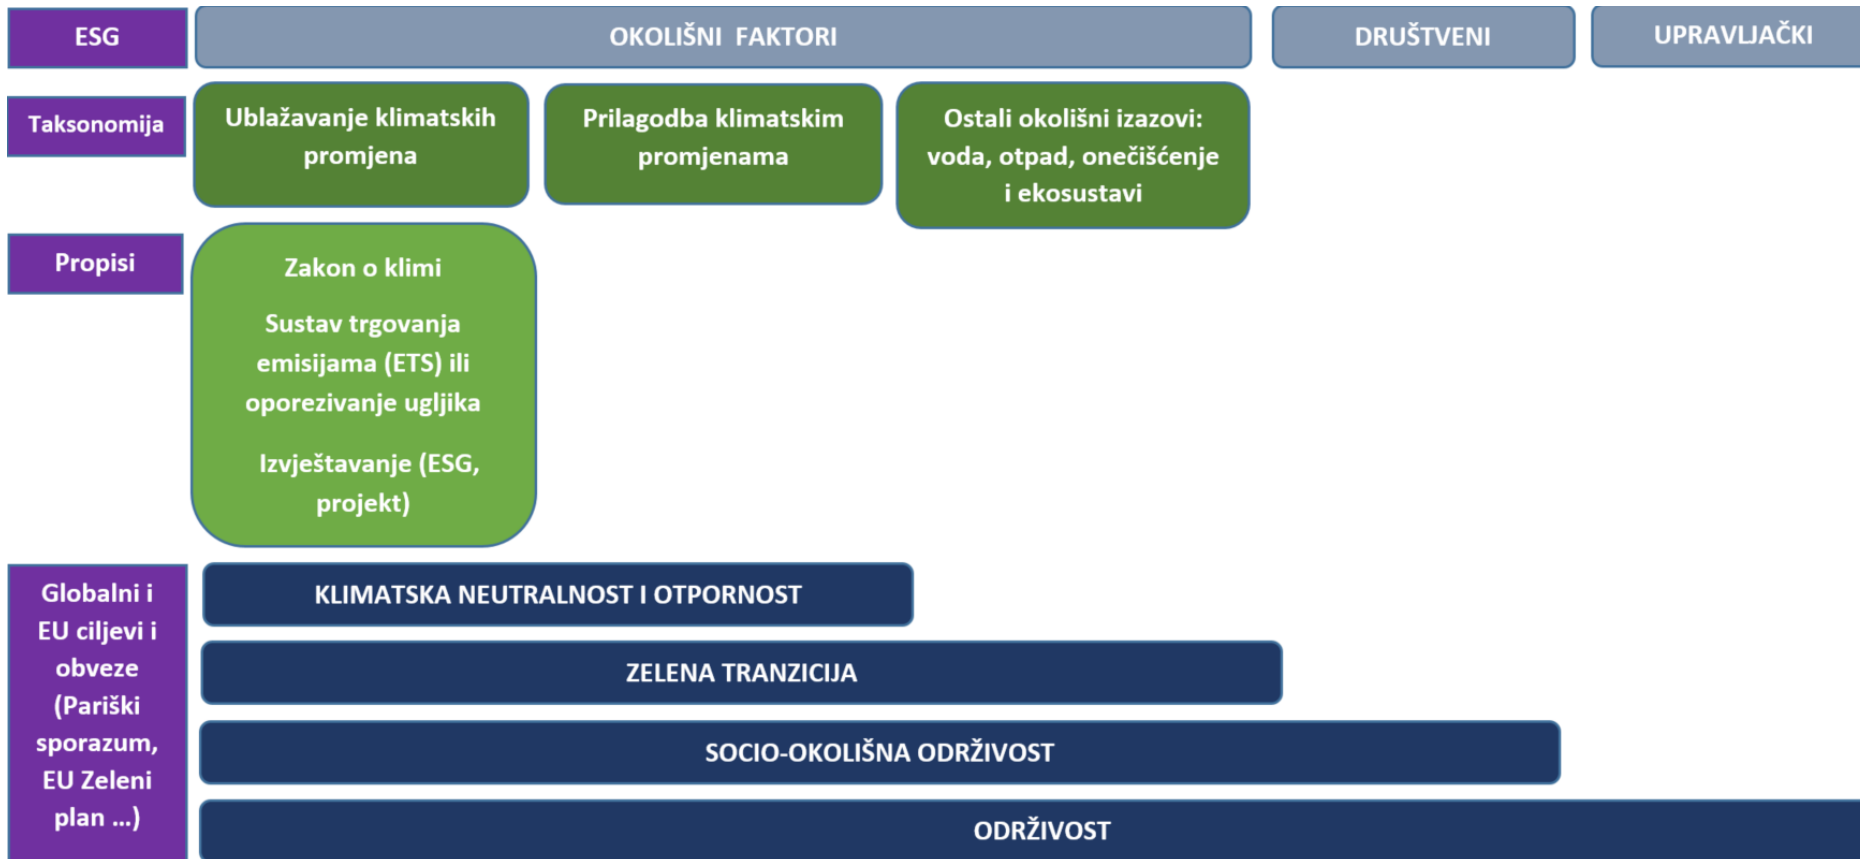 ESG
OKOLIŠNI FAKTORI
DRUŠTVENI
UPRAVLJAČKI
Taksonomija
Ublažavanje klimatskih
promjena
Prilagodba klimatskim
promjenama
Ostali okolišni izazovi:
voda, otpad, onečišćenje
i ekosustavi
Propisi
Zakon o klimi
Sustav trgovanja
emisijama (ETS) ili
oporezivanje ugljika
Izvještavanje (ESG,
projekt)
Globalni i
EU ciljevi i
obveze
(Pariški
sporazum,
EU Zeleni
plan ...)
KLIMATSKA NEUTRALNOST I OTPORNOST
ZELENA TRANZICIJA
SOCIO-OKOLIŠNA ODRŽIVOST
ODRŽIVOST